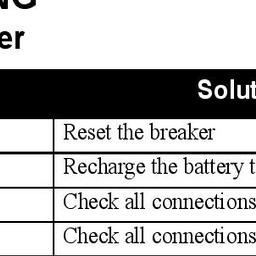 NG
er
Solut
Reset the breaker
Recharge the battery t
Check all connections
Check all connections